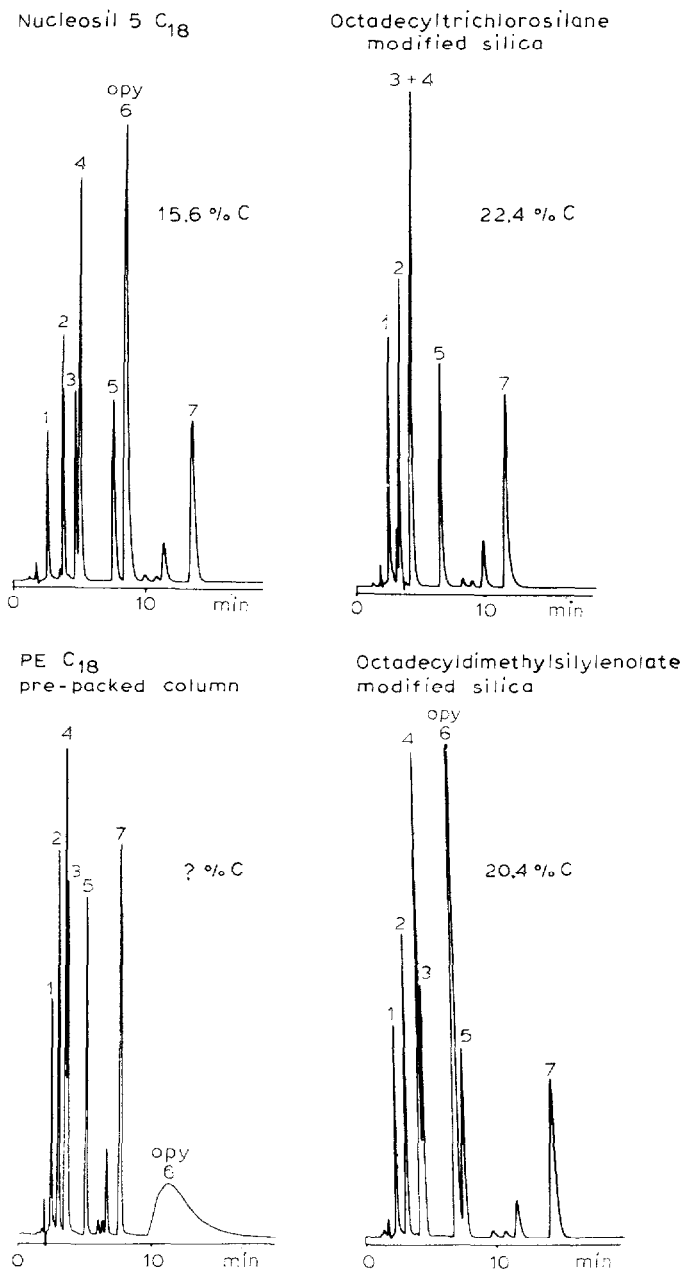 Nucleosil 5 C18
opy
6
4
15.6 % C
2
3
5
7
1
0
10
min
Octadecyltrichlorosilane
modified silica
3 + 4
22,4 % C
2
1
5
7
0
10
min
PE C18
pre-packed column
4
7
2
? % C
3
5
1
opy
6
0
10
min
Octadecyldimethylsilylenolate
modified silica
opy
6
4
20,4 % C
2
3
1
5
7
0
10
min